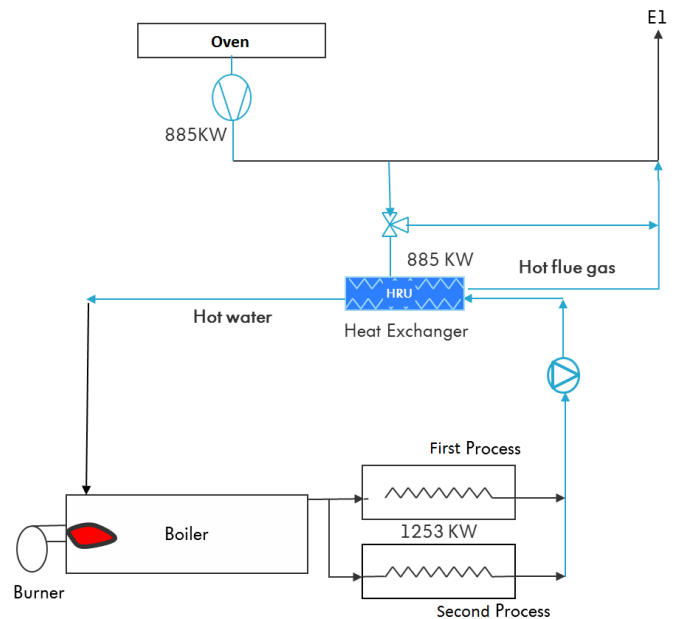 E1
Oven
885KW
885 KW
Hot flue gas
HRU
Hot water
Heat Exchanger
First Process
Boiler
1253 KW
Burner
Second Process